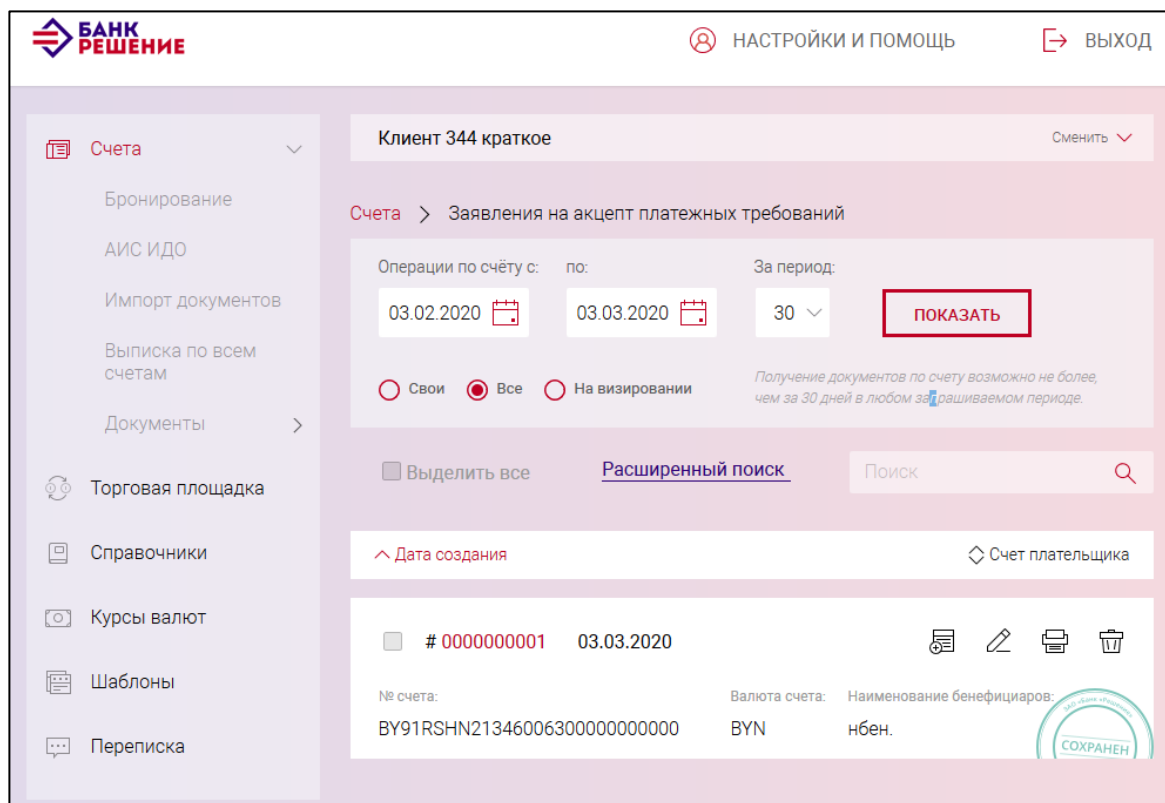 БАНК
РЕШЕНИЕ
НАСТРОЙКИ И ПОМОЩЬ
ВЫХОД
Счета
Бронирование
АИС ИДО
Импорт документов
Выписка по всем
счетам
Документы
Торговая площадка
Справочники
Курсы валют
Шаблоны
Переписка
Клиент 344 краткое
Сменить
Счета > Заявления на акцепт платежных требований
Операции по счёту с: по: За период:
03.02.2020 03.03.2020 30 ПОКАЗАТЬ
Свои Все На визировании
Получение документов по счету возможно не более,
чем за 30 дней в любом запрашиваемом периоде.
Выделить все Расширенный поиск Поиск
Дата создания Счет плательщика
# 0000000001 03.03.2020
№ счета: Валюта счета: Наименование бенефициаров:
BY91RSHN21346006300000000000 BYN нбен.
ЗАО «Банк «Решение»
СОХРАНЕН